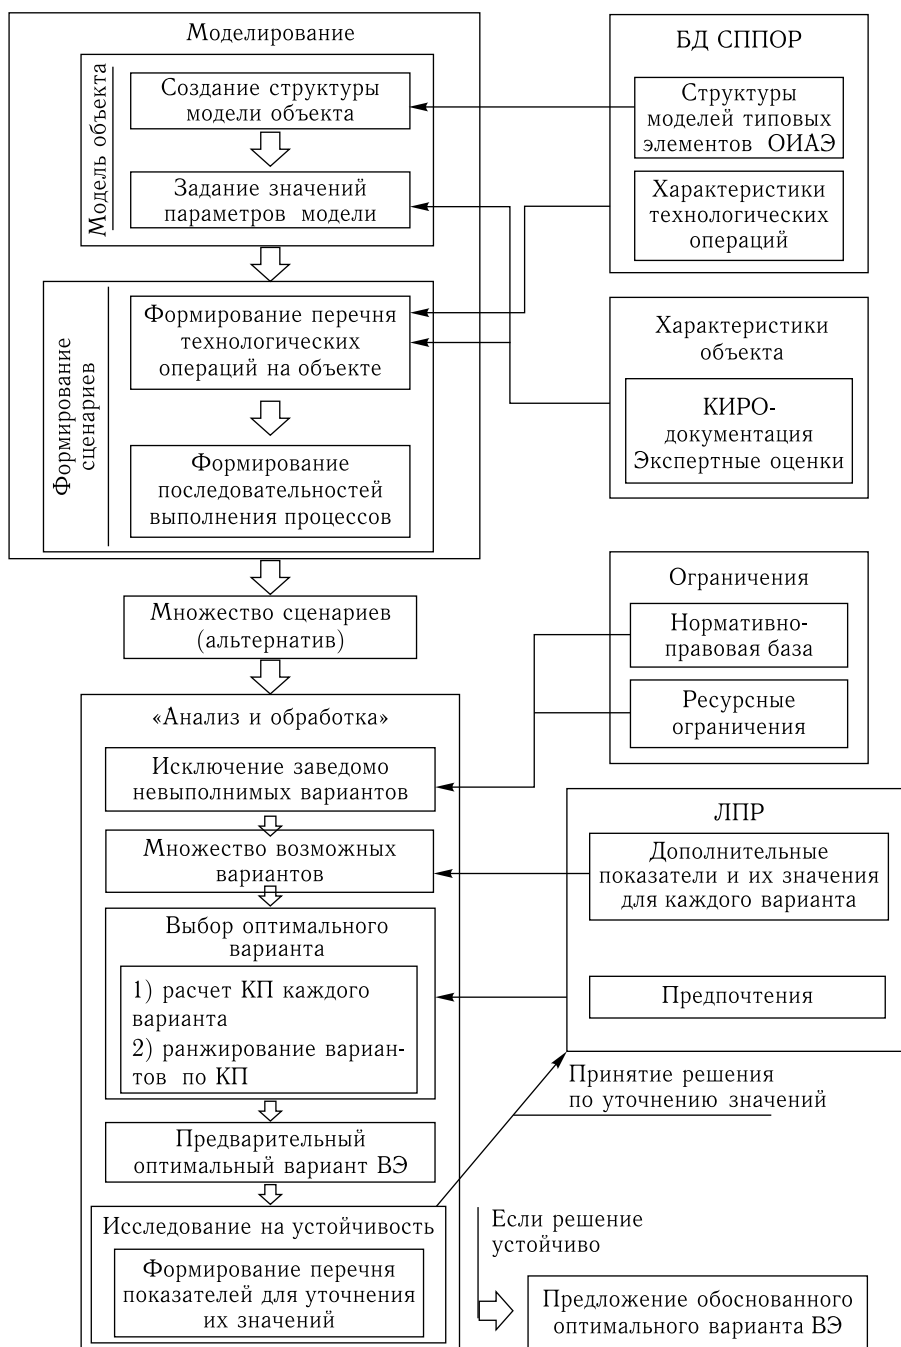 Моделирование
Модель объекта
Создание структуры
модели объекта
Задание значений
параметров модели
Формирование
сценариев
Формирование перечня
технологических
операций на объекте
Формирование
последовательностей
выполнения процессов
БД СППОР
Структуры
моделей типовых
элементов ОИАЭ
Характеристики
технологических
операций
Характеристики
объекта
КИРО-
документация
Экспертные оценки
Множество сценариев
(альтернатив)
Ограничения
Нормативно-
правовая база
Ресурсные
ограничения
«Анализ и обработка»
Исключение заведомо
невыполнимых вариантов
Множество возможных
вариантов
Выбор оптимального
варианта
1) расчет КП каждого
варианта
2) ранжирование вариан-
тов по КП
ЛПР
Дополнительные
показатели и их значения
для каждого варианта
Предпочтения
Принятие решения
по уточнению значений
Предварительный
оптимальный вариант ВЭ
Исследование на устойчивость
Формирование перечня
показателей для уточнения
их значений
Если решение
устойчиво
Предложение обоснованного
оптимального варианта ВЭ